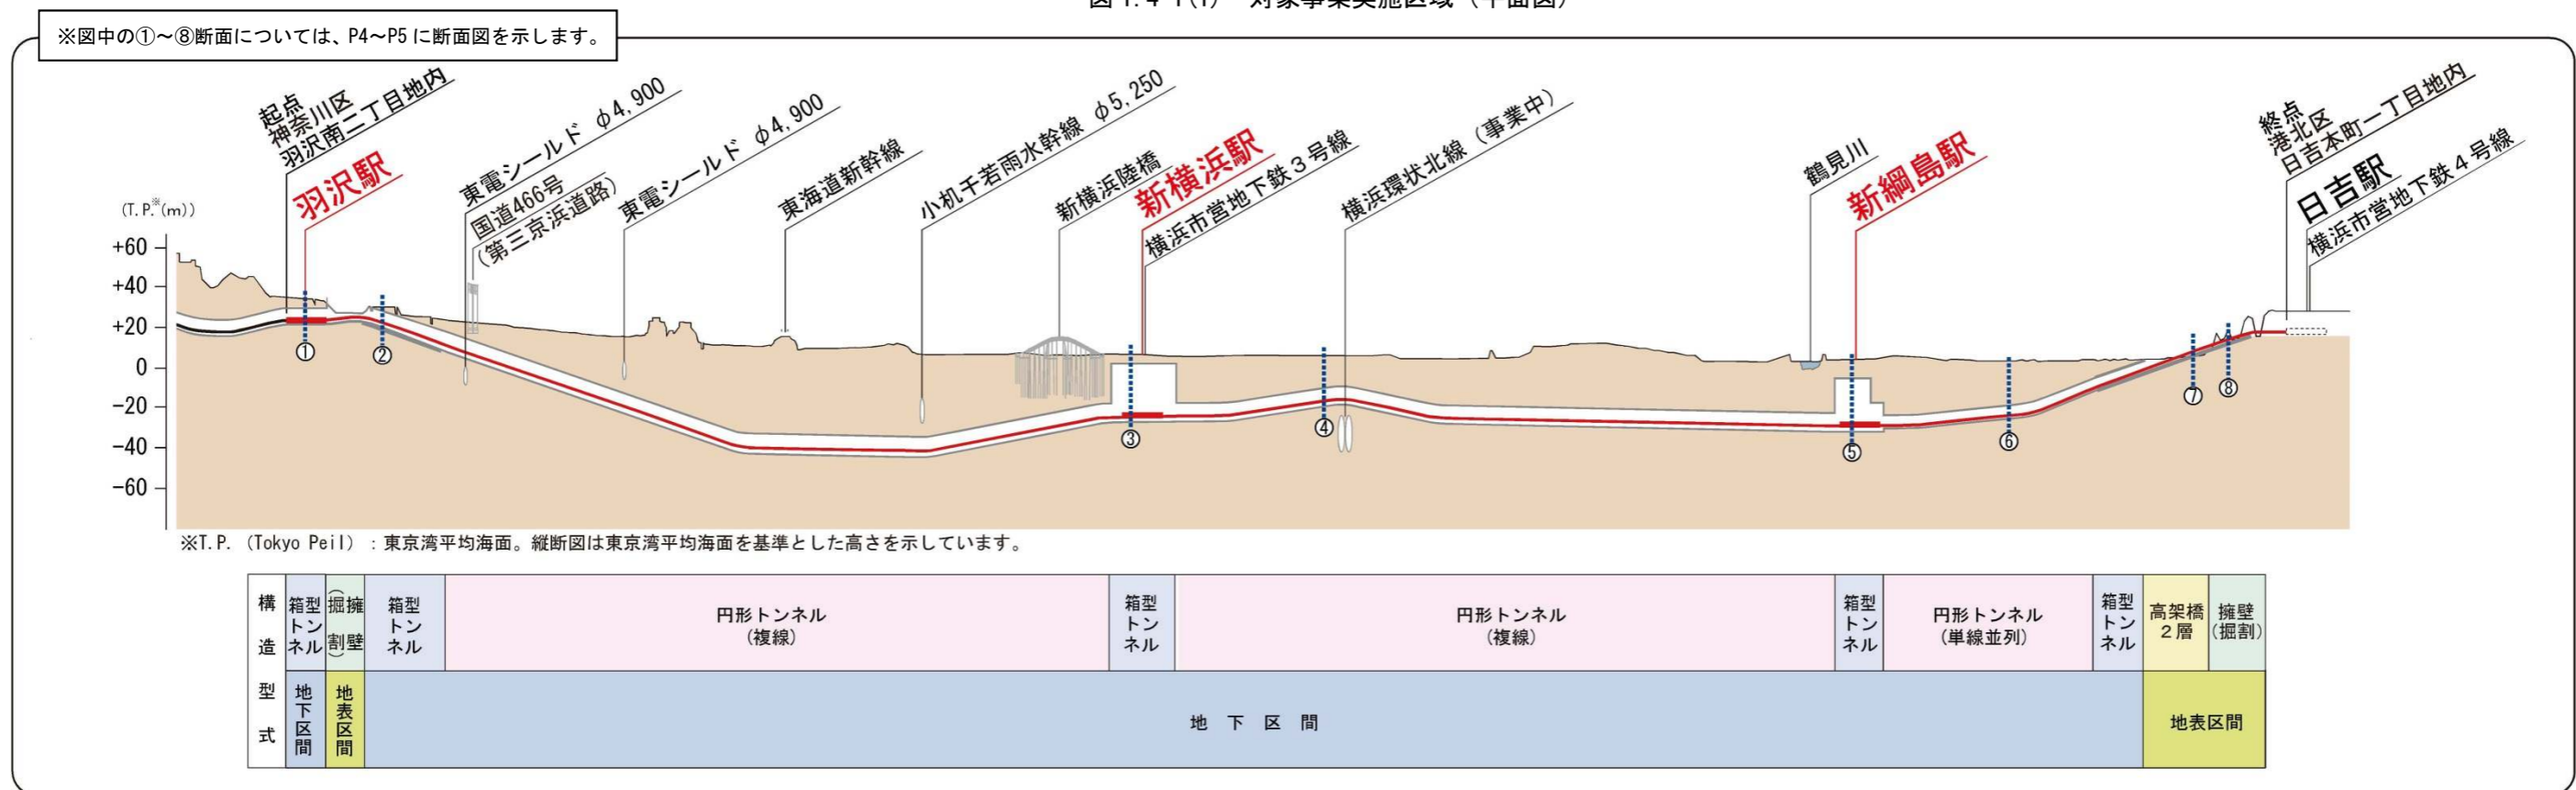 図 1.4-1(1) 対象事業実施区域（平面図）
※図中の①～⑧断面については、P4～P5 に断面図を示します。
起点
神奈川区
羽沢南二丁目地内
羽沢駅
東電シールド φ4,900
国道466号
（第三京浜道路）
東電シールド φ4,900
東海道新幹線
小机千若雨水幹線 φ5,250
新横浜陸橋
新横浜駅
横浜市営地下鉄３号線
横浜環状北線（事業中）
鶴見川
新綱島駅
終点
港北区
日吉本町一丁目地内
日吉駅
横浜市営地下鉄４号線
(T.P.※(m))
+60
+40
+20
0
-20
-40
-60
①
②
③
④
⑤
⑥
⑦
⑧
※T.P. （Tokyo Peil）：東京湾平均海面。縦断図は東京湾平均海面を基準とした高さを示しています。
構造型式
箱型
トン
ネル
擁壁
（掘割）
箱型
トン
ネル
円形トンネル
（複線）
箱型
トン
ネル
円形トンネル
（複線）
箱型
トン
ネル
円形トンネル
（単線並列）
箱型
トン
ネル
高架橋
２層
擁壁
（掘割）
地下区間
地表区間
地下区間
地表区間